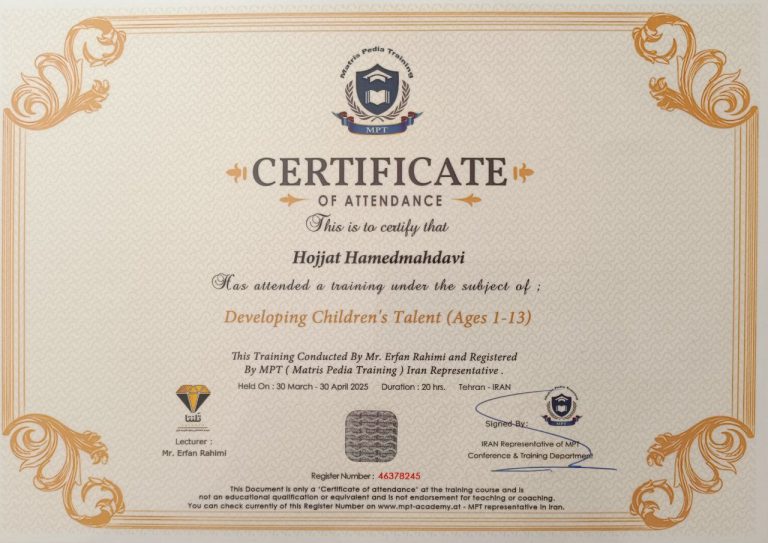 Matris Pedia Training
MPT
CERTIFICATE
OF ATTENDANCE
This is to certify that
Hojjat Hamedmahdavi
Has attended a training under the subject of ;
Developing Children's Talent (Ages 1-13)
This Training Conducted By Mr. Erfan Rahimi and Registered
By MPT ( Matris Pedia Training ) Iran Representative .
Held On : 30 March - 30 April 2025 Duration : 20 hrs. Tehran - IRAN
Lecturer :
Mr. Erfan Rahimi
Matris Pedia Training
MPT
Signed By :
IRAN Representative of MPT
Conference & Training Department
Register Number : 46378245
This Document is only a "Certificate of attendance" at the training course and is
not an educational qualification or equivalent and is not endorsement for teaching or coaching.
You can check currently of this Register Number on www.mpt-academy.at - MPT representative in Iran.